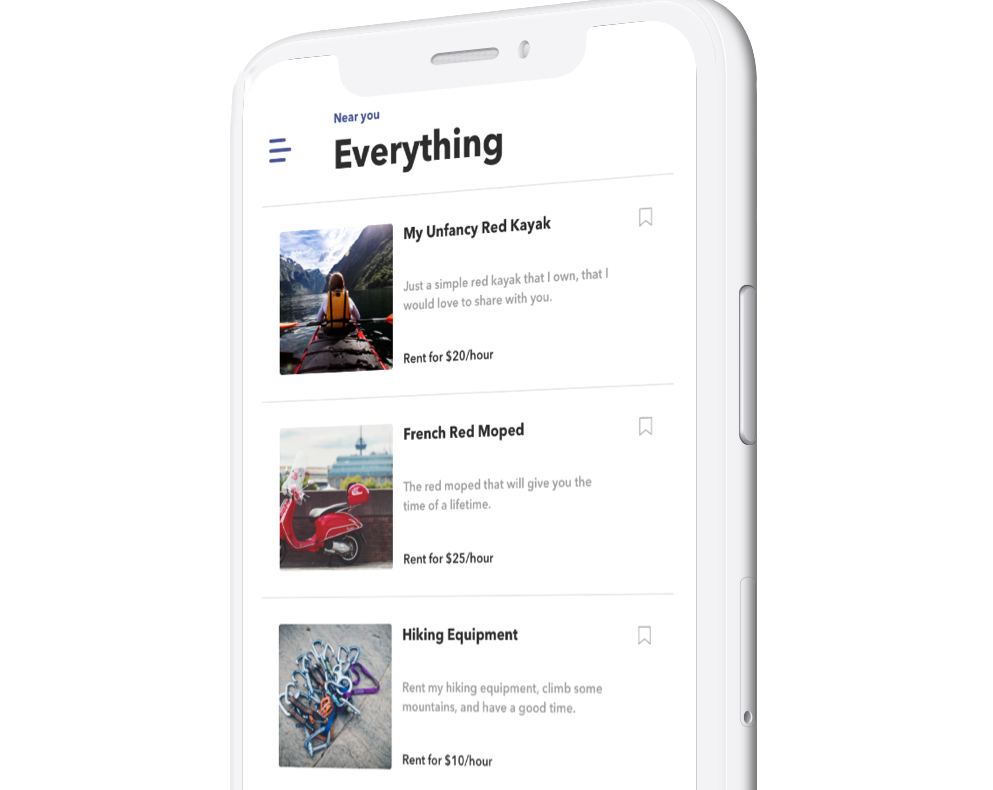 Near you
Everything
My Unfancy Red Kayak
Just a simple red kayak that I own, that I
would love to share with you.
Rent for $20/hour
French Red Moped
The red moped that will give you the
time of a lifetime.
Rent for $25/hour
Hiking Equipment
Rent my hiking equipment, climb some
mountains, and have a good time.
Rent for $10/hour